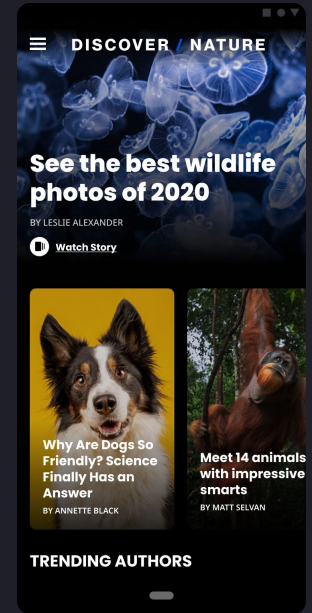 DISCOVER / NATURE
See the best wildlife
photos of 2020
BY LESLIE ALEXANDER
Watch Story
Why Are Dogs So
Friendly? Science
Finally Has an
Answer
BY ANNETTE BLACK
Meet 14 animals
with impressive
smarts
BY MATT SELVAN
TRENDING AUTHORS